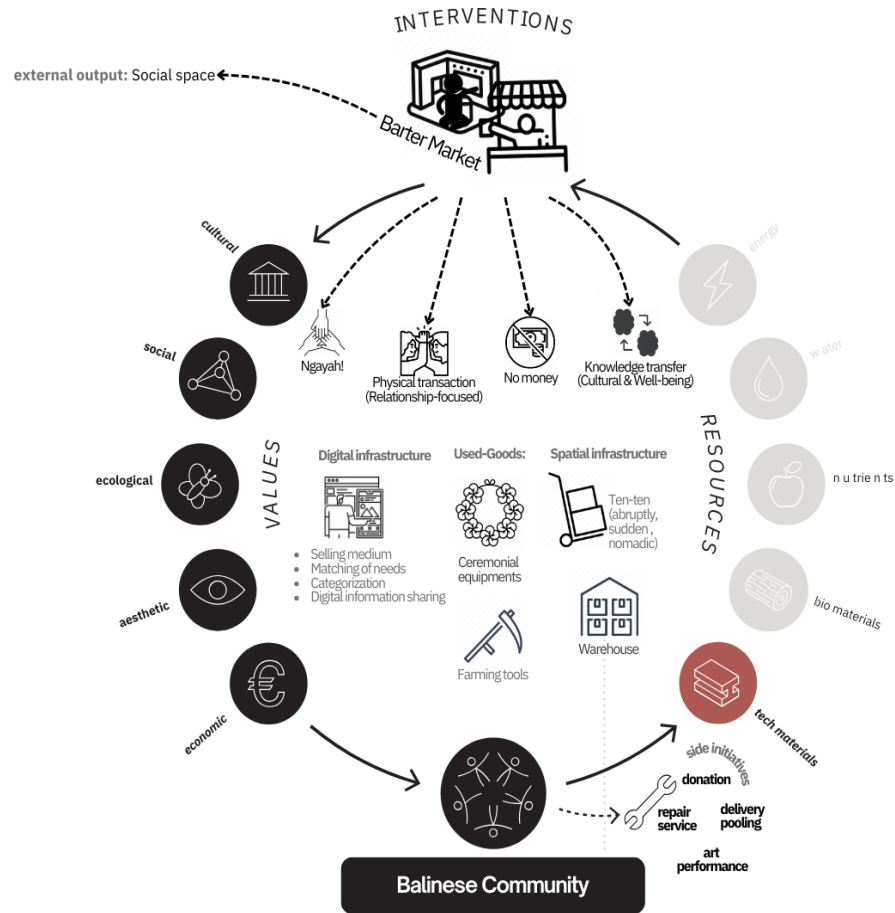 INTERVENTIONS
external output: Social space
Barter Market
cultural
energy
social
water
Ngayah!
Physical transaction
(Relationship-focused)
No money
Knowledge transfer
(Cultural & Well-being)
VALUES
RESOURCES
ecological
nutrients
Digital infrastructure
Used-Goods:
Spatial infrastructure
Ten-ten
(abruptly,
sudden ,
nomadic)
• Selling medium
• Matching of needs
• Categorization
• Digital information sharing
Ceremonial
equipments
aesthetic
bio materials
Farming tools
Warehouse
economic
€
tech materials
side initiatives
donation
repair
service
delivery
pooling
art
performance
Balinese Community